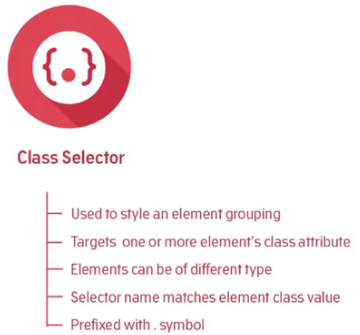 {.}
Class Selector
Used to style an element grouping
Targets one or more element's class attribute
Elements can be of different type
Selector name matches element class value
Prefixed with . symbol